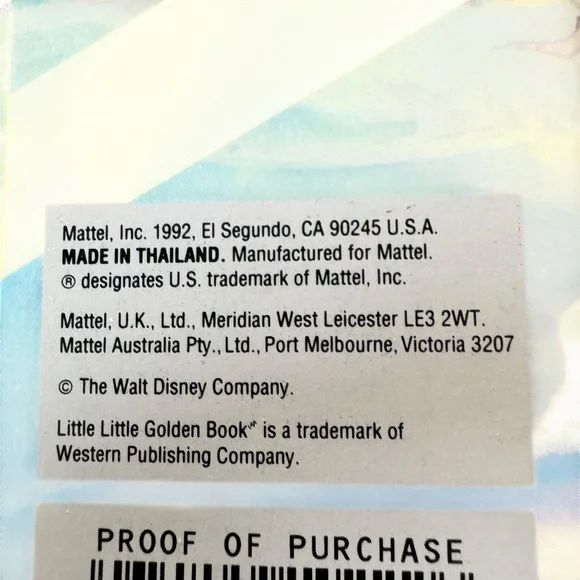 Mattel, Inc. 1992, El Segundo, CA 90245 U.S.A.
MADE IN THAILAND. Manufactured for Mattel.
® designates U.S. trademark of Mattel, Inc.
Mattel, U.K., Ltd., Meridian West Leicester LE3 2WT.
Mattel Australia Pty., Ltd., Port Melbourne, Victoria 3207
© The Walt Disney Company.
Little Little Golden Book™ is a trademark of
Western Publishing Company.
PROOF OF PURCHASE